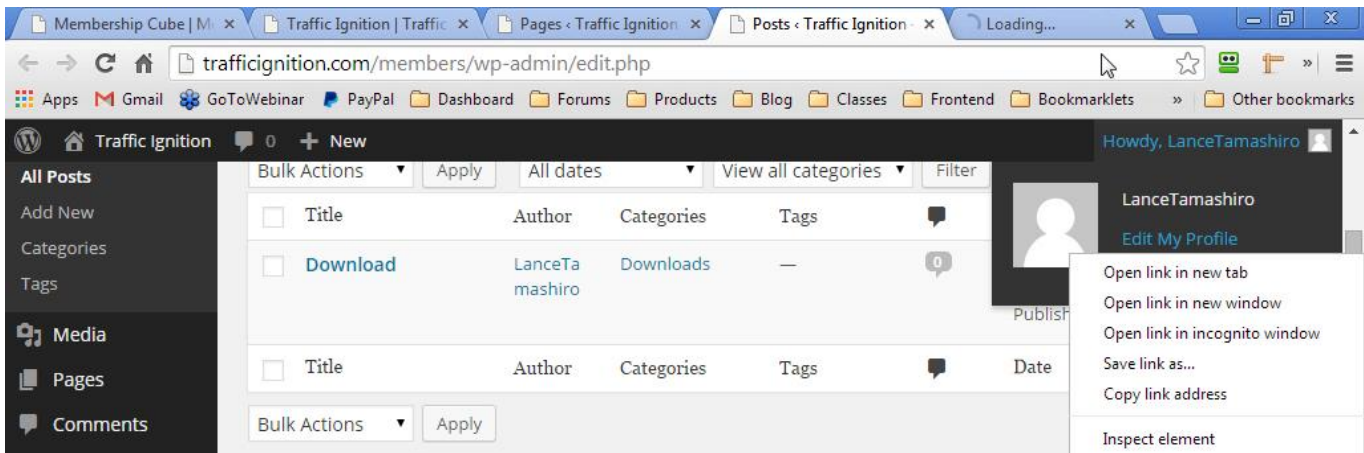 Membership Cube | M
Traffic Ignition | Traffic
Pages ‹ Traffic Ignition
Posts ‹ Traffic Ignition -
Loading...
trafficignition.com/members/wp-admin/edit.php
Apps Gmail GoToWebinar PayPal Dashboard Forums Products Blog Classes Frontend Bookmarklets » Other bookmarks
Traffic Ignition 0 + New Howdy, LanceTamashiro
All Posts
Add New
Categories
Tags
Media
Pages
Comments
Bulk Actions Apply All dates View all categories Filter
Title Author Categories Tags
Download LanceTa Downloads — 0
mashiro
Publish
Title Author Categories Tags Date
Bulk Actions Apply
LanceTamashiro
Edit My Profile
Open link in new tab
Open link in new window
Open link in incognito window
Save link as...
Copy link address
Inspect element